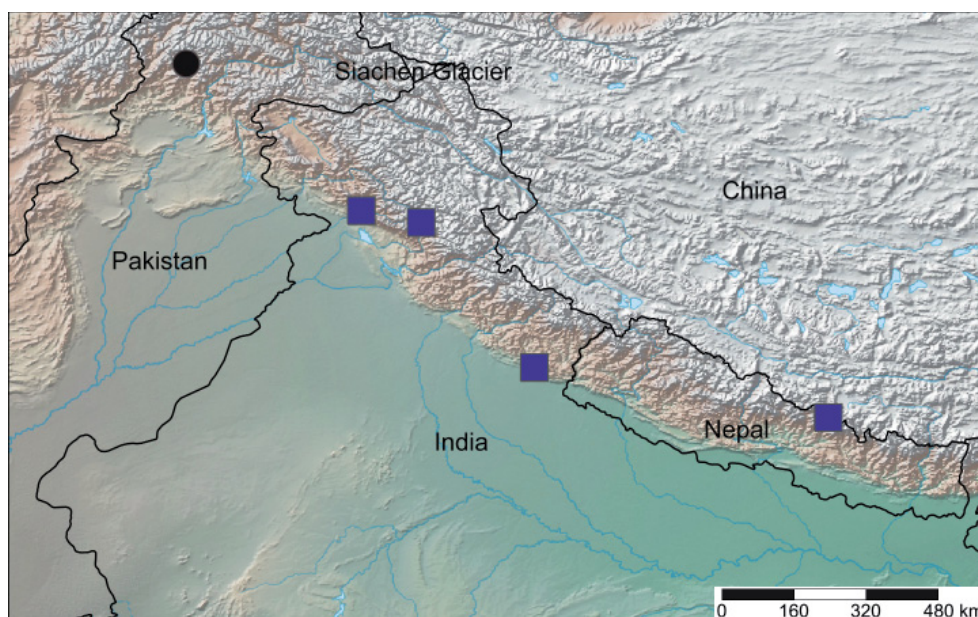 Siachen Glacier
China
Pakistan
India
Nepal
0 160 320 480 km